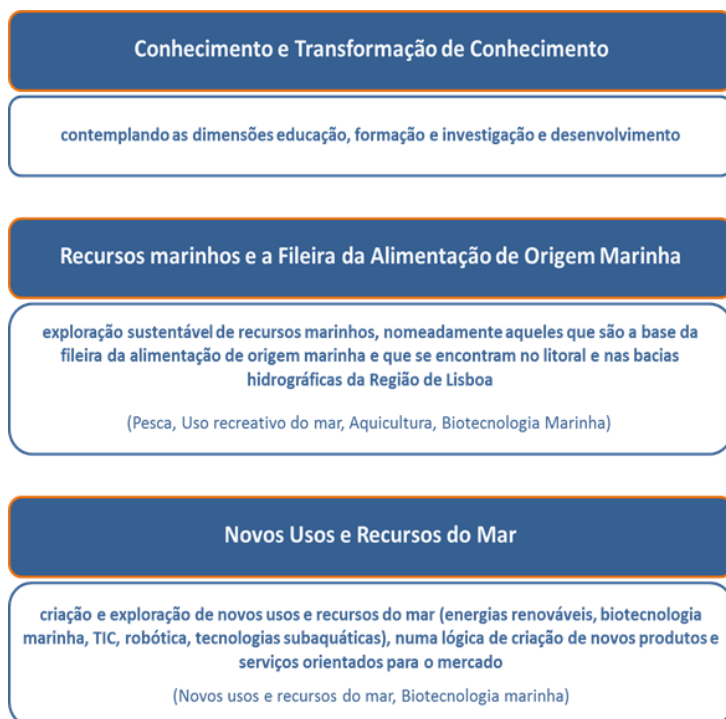 Conhecimento e Transformação de Conhecimento
contemplando as dimensões educação, formação e investigação e desenvolvimento
Recursos marinhos e a Fileira da Alimentação de Origem Marinha
exploração sustentável de recursos marinhos, nomeadamente aqueles que são a base da
fileira da alimentação de origem marinha e que se encontram no litoral e nas bacias
hidrográficas da Região de Lisboa
(Pesca, Uso recreativo do mar, Aquicultura, Biotecnologia Marinha)
Novos Usos e Recursos do Mar
criação e exploração de novos usos e recursos do mar (energias renováveis, biotecnologia
marinha, TIC, robótica, tecnologias subaquáticas), numa lógica de criação de novos produtos e
serviços orientados para o mercado
(Novos usos e recursos do mar, Biotecnologia marinha)